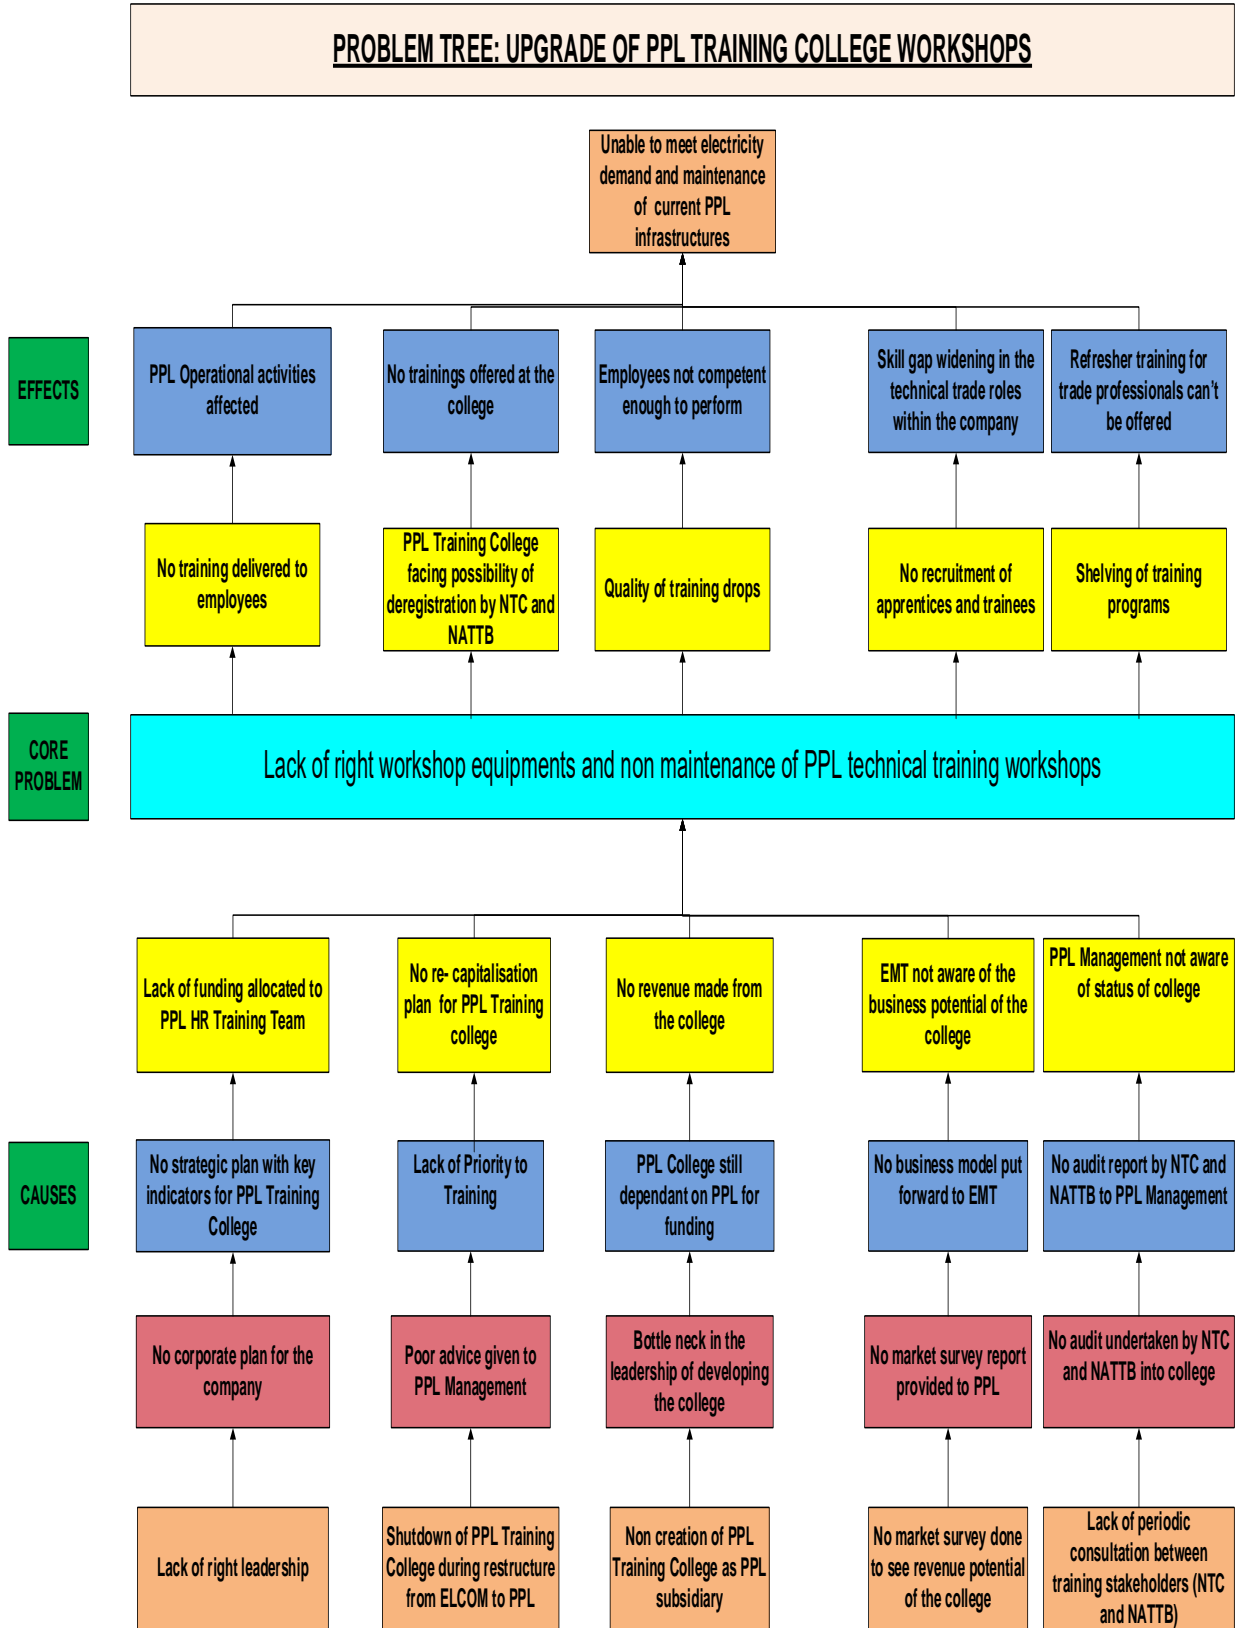 PROBLEM TREE: UPGRADE OF PPL TRAINING COLLEGE WORKSHOPS
Unable to meet electricity
demand and maintenance
of current PPL
infrastructures
EFFECTS
PPL Operational activities
affected
No trainings offered at the
college
Employees not competent
enough to perform
Skill gap widening in the
technical trade roles
within the company
Refresher training for
trade professionals can't
be offered
No training delivered to
employees
PPL Training College
facing possibility of
deregistration by NTC and
NATTB
Quality of training drops
No recruitment of
apprentices and trainees
Shelving of training
programs
CORE
PROBLEM
Lack of right workshop equipments and non maintenance of PPL technical training workshops
Lack of funding allocated to
PPL HR Training Team
No re- capitalisation
plan for PPL Training
college
No revenue made from
the college
EMT not aware of the
business potential of the
college
PPL Management not aware
of status of college
CAUSES
No strategic plan with key
indicators for PPL Training
College
Lack of Priority to
Training
PPL College still
dependant on PPL for
funding
No business model put
forward to EMT
No audit report by NTC and
NATTB to PPL Management
No corporate plan for the
company
Poor advice given to
PPL Management
Bottle neck in the
leadership of developing
the college
No market survey report
provided to PPL
No audit undertaken by NTC
and NATTB into college
Lack of right leadership
Shutdown of PPL Training
College during restructure
from ELCOM to PPL
Non creation of PPL
Training College as PPL
subsidiary
No market survey done
to see revenue potential
of the college
Lack of periodic
consultation between
training stakeholders (NTC
and NATTB)